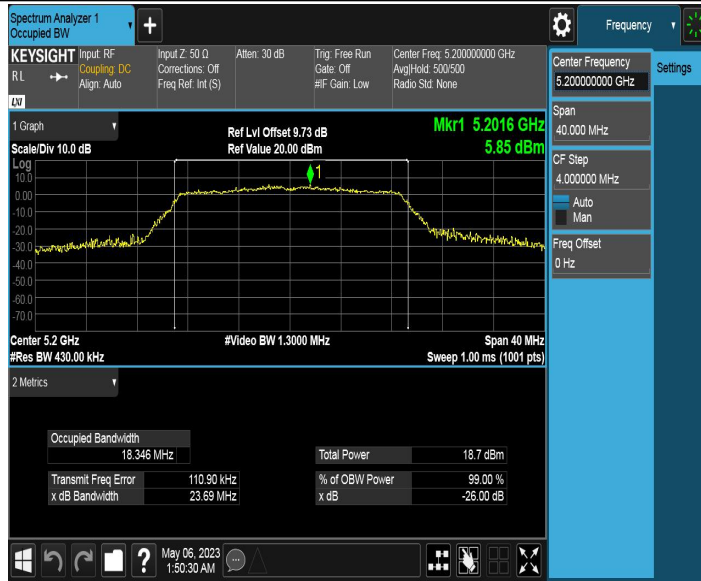 Spectrum Analyzer 1
Occupied BW
+
Frequency
KEYSIGHT
RL
LXI
Input: RF
Coupling: DC
Align: Auto
Input Z: 50 Ω
Corrections: Off
Freq Ref: Int (S)
Atten: 30 dB
Trig: Free Run
Gate: Off
#IF Gain: Low
Center Freq: 5.200000000 GHz
Avg|Hold: 500/500
Radio Std: None
Center Frequency
5.200000000 GHz
Settings
Span
40.000 MHz
CF Step
4.000000 MHz
Auto
Man
Freq Offset
0 Hz
1 Graph
Scale/Div 10.0 dB
Ref Lvl Offset 9.73 dB
Ref Value 20.00 dBm
Mkr1 5.2016 GHz
5.85 dBm
Log
10.0
0.00
-10.0
-20.0
-30.0
-40.0
-50.0
-60.0
-70.0
1
Center 5.2 GHz
#Video BW 1.3000 MHz
Span 40 MHz
#Res BW 430.00 kHz
Sweep 1.00 ms (1001 pts)
2 Metrics
Occupied Bandwidth
18.346 MHz
Total Power 18.7 dBm
Transmit Freq Error 110.90 kHz
% of OBW Power 99.00 %
x dB Bandwidth 23.69 MHz
x dB -26.00 dB
?
May 06, 2023
1:50:30 AM